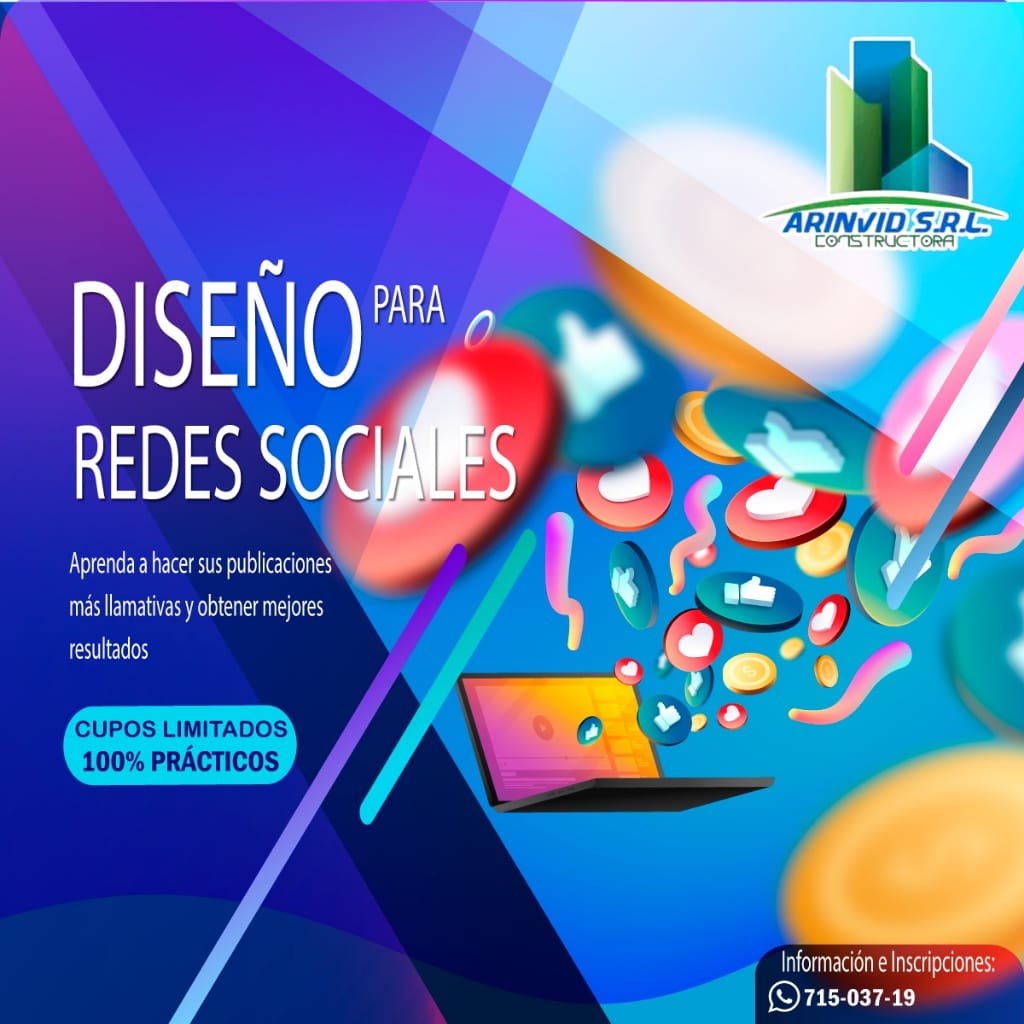 ARINVID S.R.L.
CONSTRUCTORA
DISEÑO PARA
REDES SOCIALES
Aprenda a hacer sus publicaciones
más llamativas y obtener mejores
resultados
CUPOS LIMITADOS
100% PRÁCTICOS
Información e Inscripciones:
715-037-19